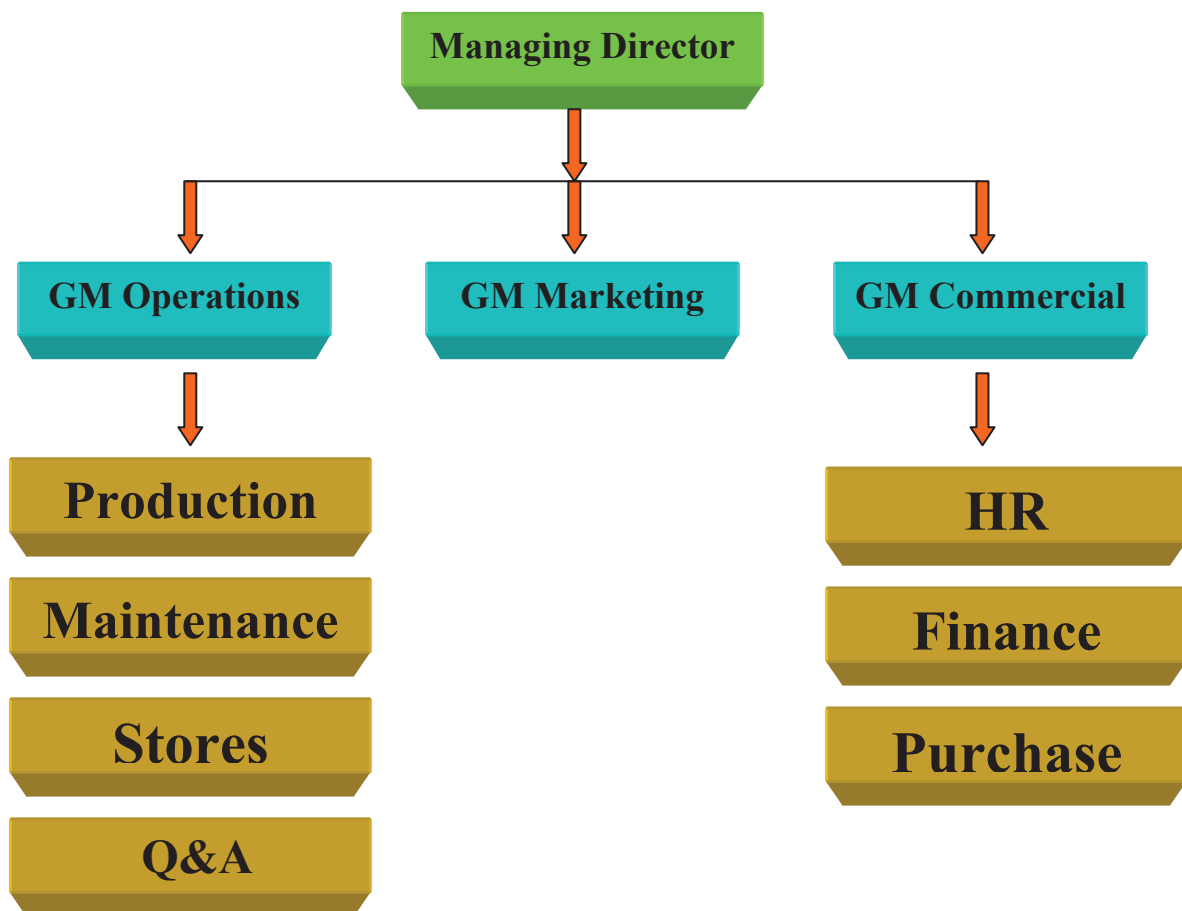 Managing Director
GM Operations
GM Marketing
GM Commercial
Production
Maintenance
Stores
Q&A
HR
Finance
Purchase